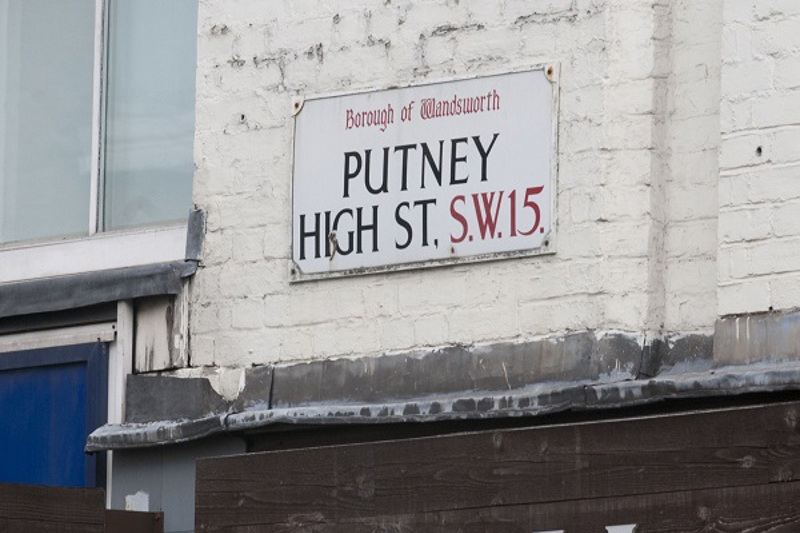 Borough of Wandsworth
PUTNEY
HIGH ST, S.W.15.